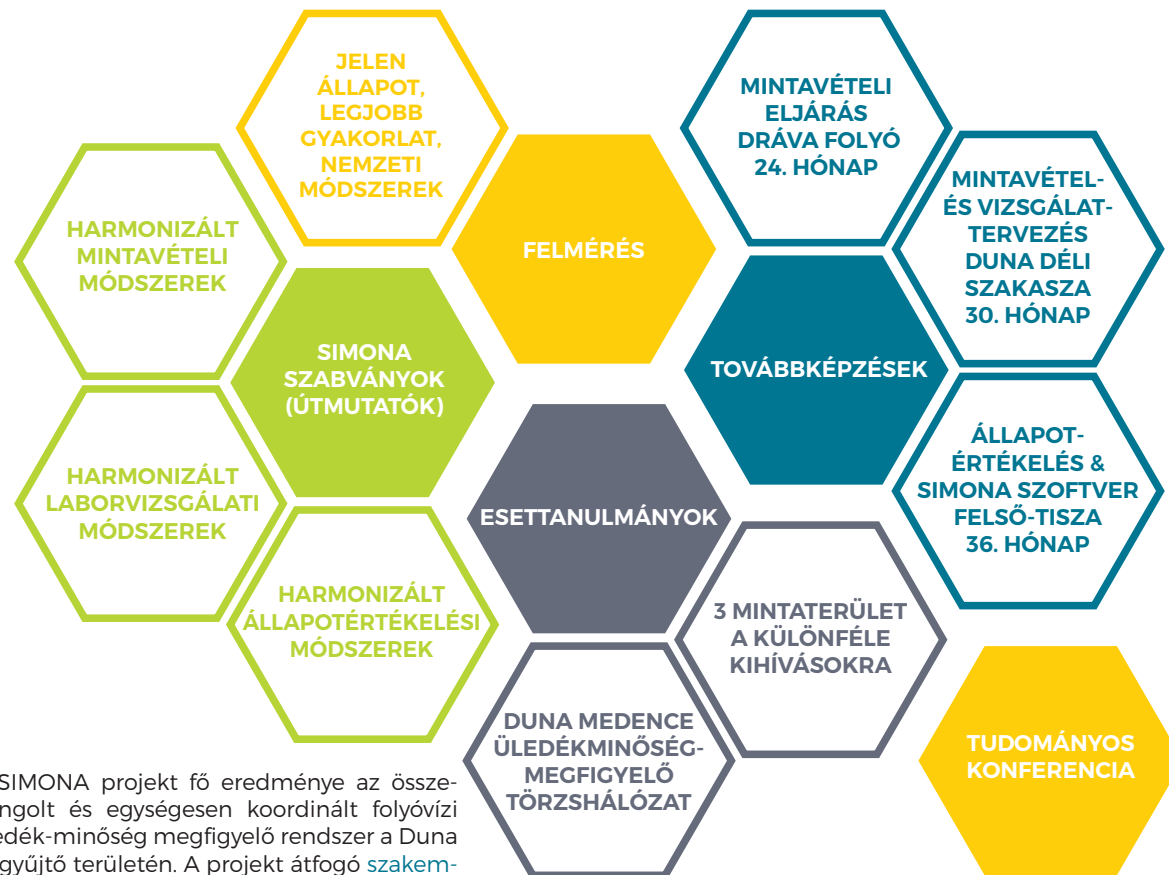 JELEN
ÁLLAPOT,
LEGJOBB
GYAKORLAT,
NEMZETI
MÓDSZEREK
FELMÉRÉS
HARMONIZÁLT
MINTAVÉTELI
MÓDSZEREK
SIMONA
SZABVÁNYOK
(ÚTMUTATÓK)
HARMONIZÁLT
LABORVIZSGÁLATI
MÓDSZEREK
HARMONIZÁLT
ÁLLAPOTÉRTÉKELÉSI
MÓDSZEREK
MINTAVÉTELI
ELJÁRÁS
DRÁVA FOLYÓ
24. HÓNAP
MINTAVÉTEL-
ÉS VIZSGÁLAT-
TERVEZÉS
DUNA DÉLI
SZAKASZA
30. HÓNAP
TOVÁBBKÉPZÉSEK
ÁLLAPOT-
ÉRTÉKELÉS &
SIMONA SZOFTVER
FELSŐ-TISZA
36. HÓNAP
ESETTANULMÁNYOK
3 MINTATERÜLET
A KÜLÖNFÉLE
KIHÍVÁSOKRA
DUNA MEDENCE
ÜLEDÉKMINŐSÉG-
MEGFIGYELŐ
TÖRZSHÁLÓZAT
TUDOMÁNYOS
KONFERENCIA
SIMONA projekt fő eredménye az össze-
ngolt és egységesen koordinált folyóvízi
edék-minőség megfigyelő rendszer a Duna
gyűjtő területén. A projekt átfogó szakem-